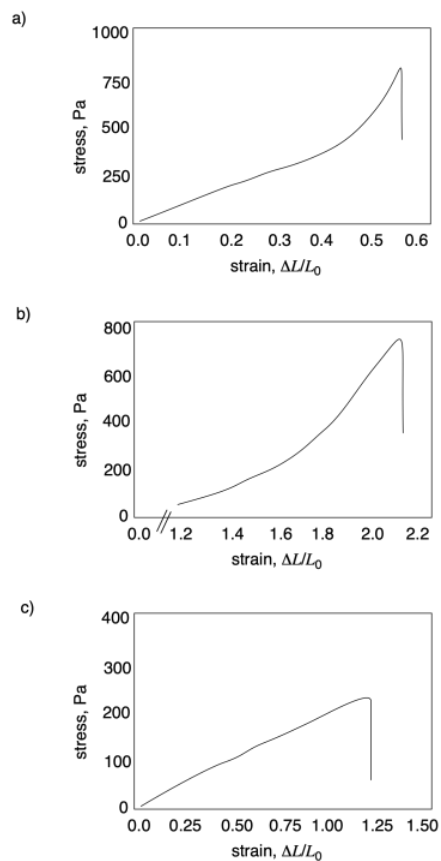 a)
1000
750
500
250
0
stress, Pa
0.0 0.1 0.2 0.3 0.4 0.5 0.6
strain, ΔL/L₀
b)
800
600
400
200
0
stress, Pa
0.0 1.2 1.4 1.6 1.8 2.0 2.2
strain, ΔL/L₀
c)
400
300
200
100
0
stress, Pa
0.0 0.25 0.50 0.75 1.00 1.25 1.50
strain, ΔL/L₀